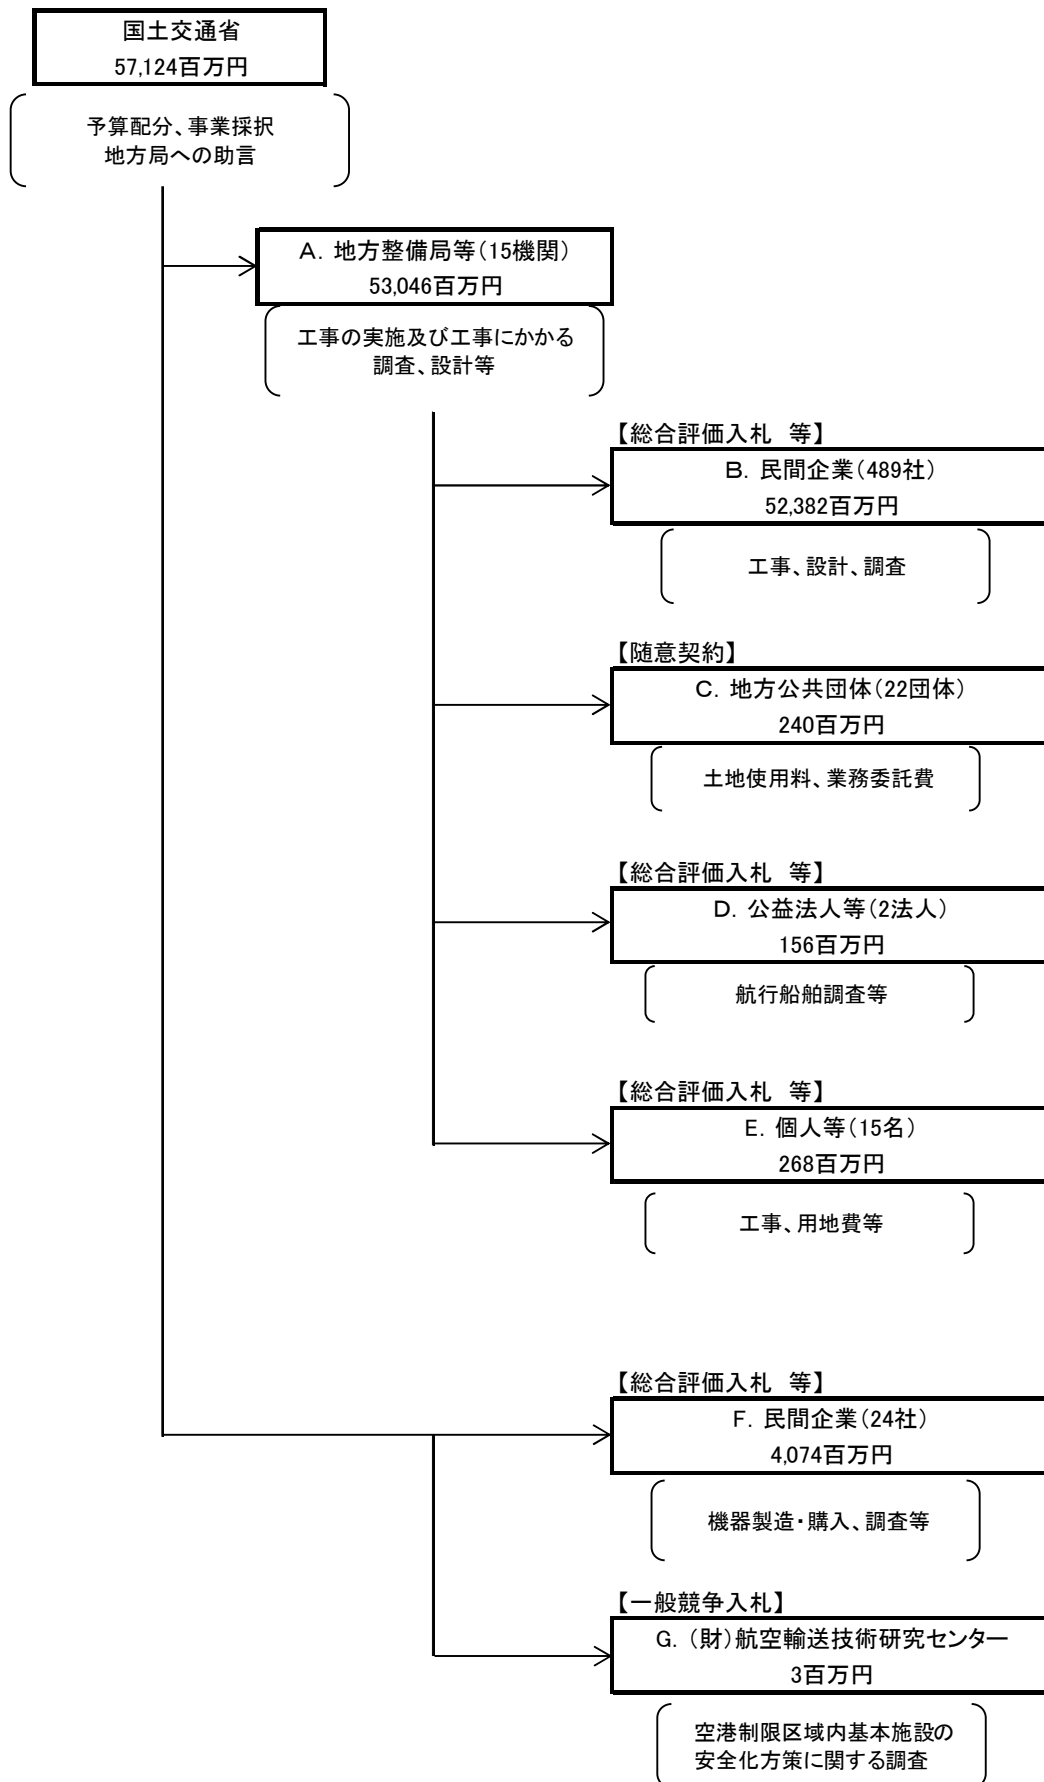 国土交通省
57,124百万円
予算配分、事業採択
地方局への助言
A. 地方整備局等(15機関)
53,046百万円
工事の実施及び工事にかかる
調査、設計等
【総合評価入札 等】
B. 民間企業(489社)
52,382百万円
工事、設計、調査
【随意契約】
C. 地方公共団体(22団体)
240百万円
土地使用料、業務委託費
【総合評価入札 等】
D. 公益法人等(2法人)
156百万円
航行船舶調査等
【総合評価入札 等】
E. 個人等(15名)
268百万円
工事、用地費等
【総合評価入札 等】
F. 民間企業(24社)
4,074百万円
機器製造・購入、調査等
【一般競争入札】
G. (財)航空輸送技術研究センター
3百万円
空港制限区域内基本施設の
安全化方策に関する調査